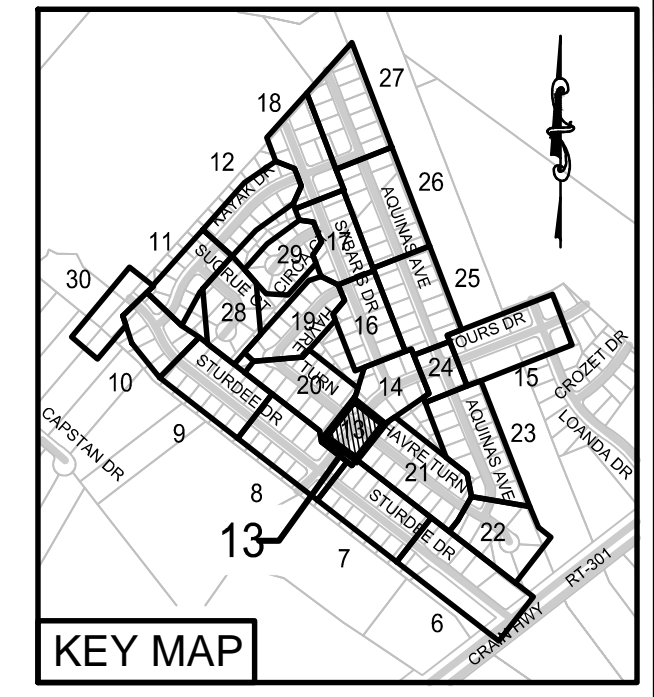 27
18
12
KAYAK DR
26
AQUINAS AVE
11
SUGRUE CT
29
17
SABARIS DR
30
28
19
HAVRE
TURN
16
25
OURS DR
24
15
CROZET DR
LOANDA DR
10
STURDEE DR
20
14
9
CAPSTAN DR
13
HAVRE TURN
21
AQUINAS AVE
23
8
13
STURDEE DR
22
7
6
RT-301
CRAIN HWY
KEY MAP